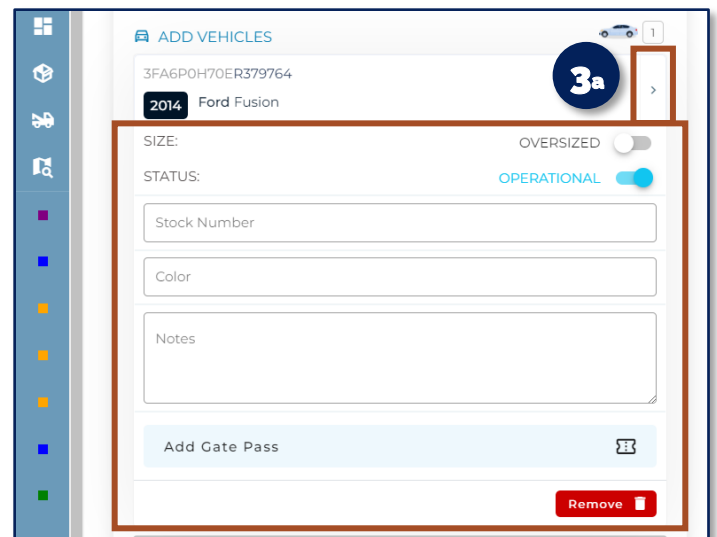 ADD VEHICLES
1
3FA6P0H70ER379764
3a
2014 Ford Fusion
SIZE:
OVERSIZED
STATUS:
OPERATIONAL
Stock Number
Color
Notes
Add Gate Pass
Remove